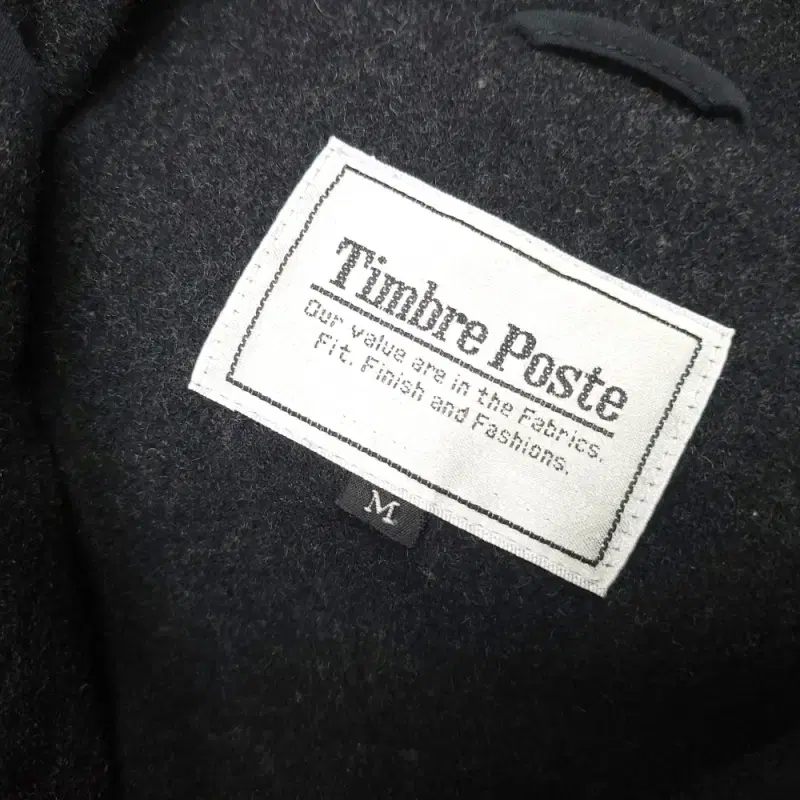 Timbre Poste
Our value are in the Fabrics.
Fit. Finish and Fashions.
M